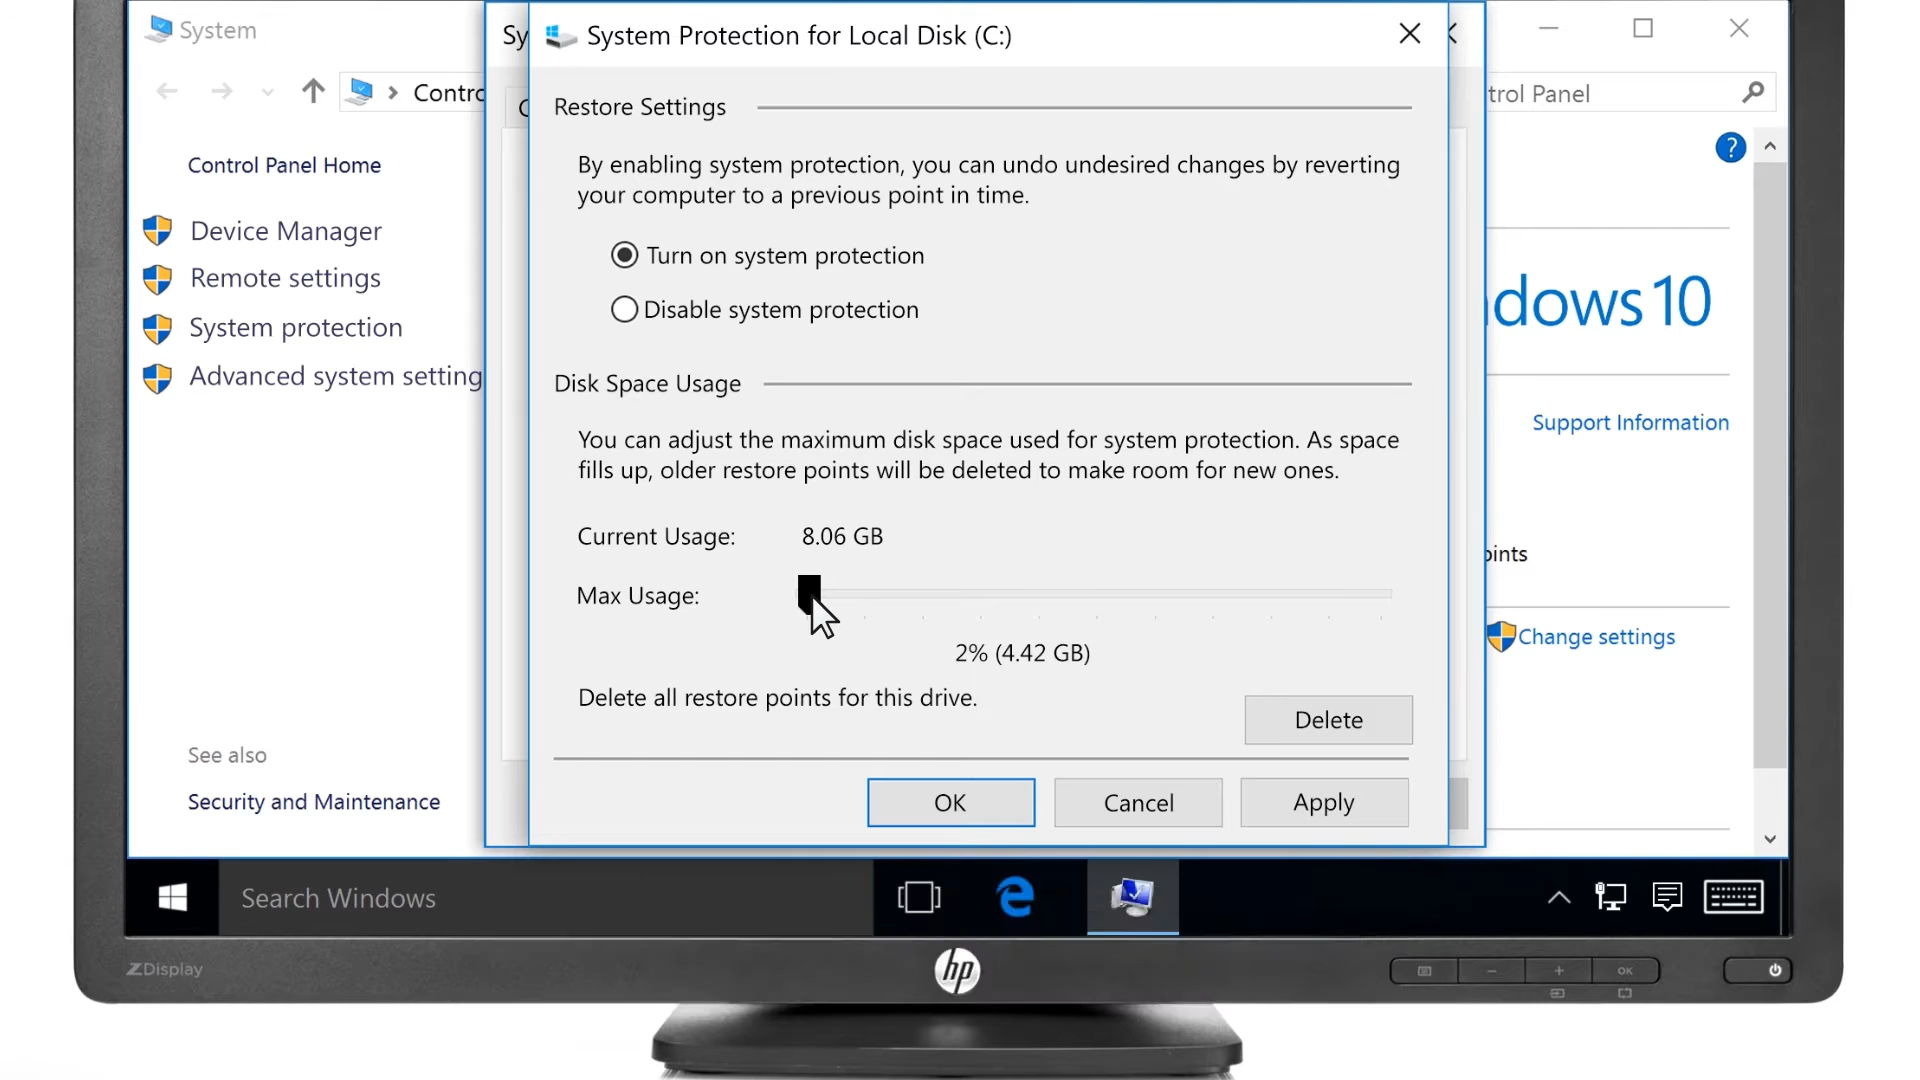 System
Contro
Control Panel Home
Device Manager
Remote settings
System protection
Advanced system setting
See also
Security and Maintenance
Sy
System Protection for Local Disk (C:)
Restore Settings
By enabling system protection, you can undo undesired changes by reverting
your computer to a previous point in time.
Turn on system protection
Disable system protection
Disk Space Usage
You can adjust the maximum disk space used for system protection. As space
fills up, older restore points will be deleted to make room for new ones.
Current Usage: 8.06 GB
Max Usage:
2% (4.42 GB)
Delete all restore points for this drive.
Delete
OK Cancel Apply
trol Panel
?
dows 10
Support Information
oints
Change settings
Search Windows
ZDisplay
hp
OK